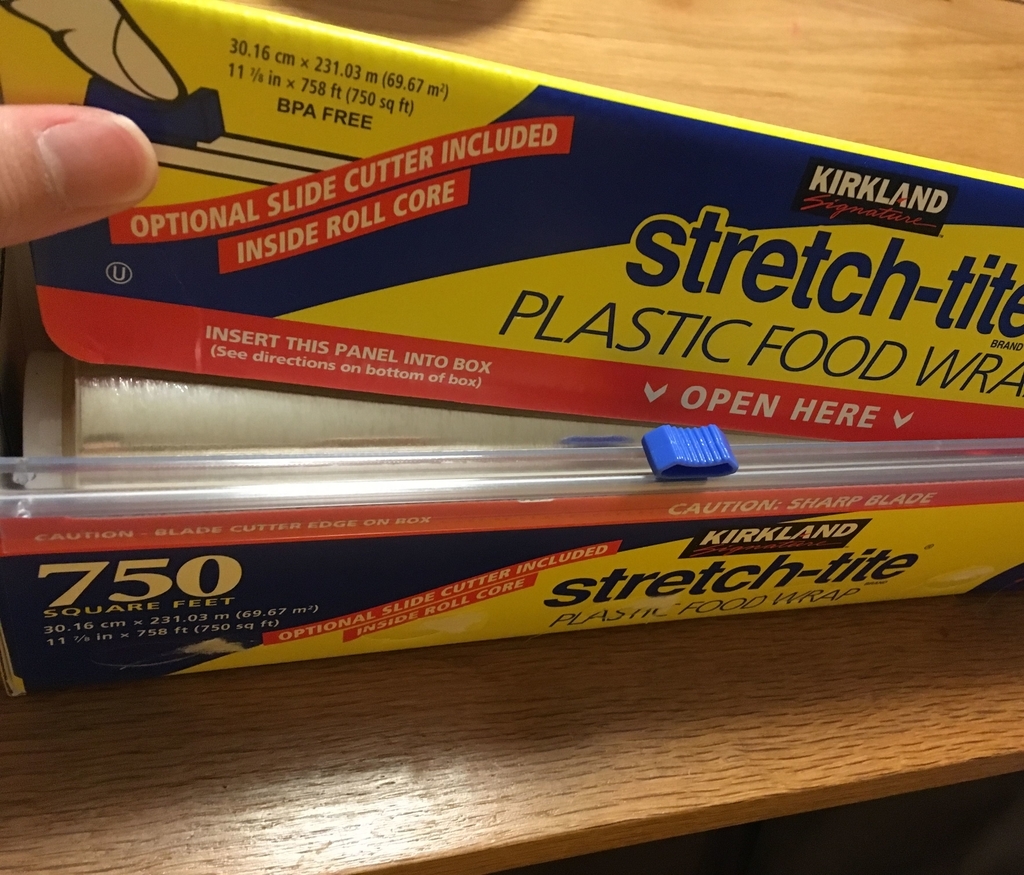 30.16 cm × 231.03 m (69.67 m²)
11 ⅞ in × 758 ft (750 sq ft)
BPA FREE
OPTIONAL SLIDE CUTTER INCLUDED
INSIDE ROLL CORE
U
KIRKLAND
Signature
™
stretch-tite
BRAND
PLASTIC FOOD WRA
INSERT THIS PANEL INTO BOX
(See directions on bottom of box)
OPEN HERE
CAUTION - BLADE CUTTER EDGE ON BOX
CAUTION: SHARP BLADE
750
SQUARE FEET
30.16 cm × 231.03 m (69.67 m²)
11 ⅞ in × 758 ft (750 sq ft)
OPTIONAL SLIDE CUTTER INCLUDED
INSIDE ROLL CORE
KIRKLAND
Signature
stretch-tite®
BRAND
PLASTIC FOOD WRAP